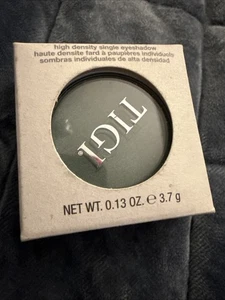 high density single eyeshadow
haute densité fard à paupières individuels
sombras individuales de alta densidad
TIGI
NET WT. 0.13 OZ. ℮ 3.7 g